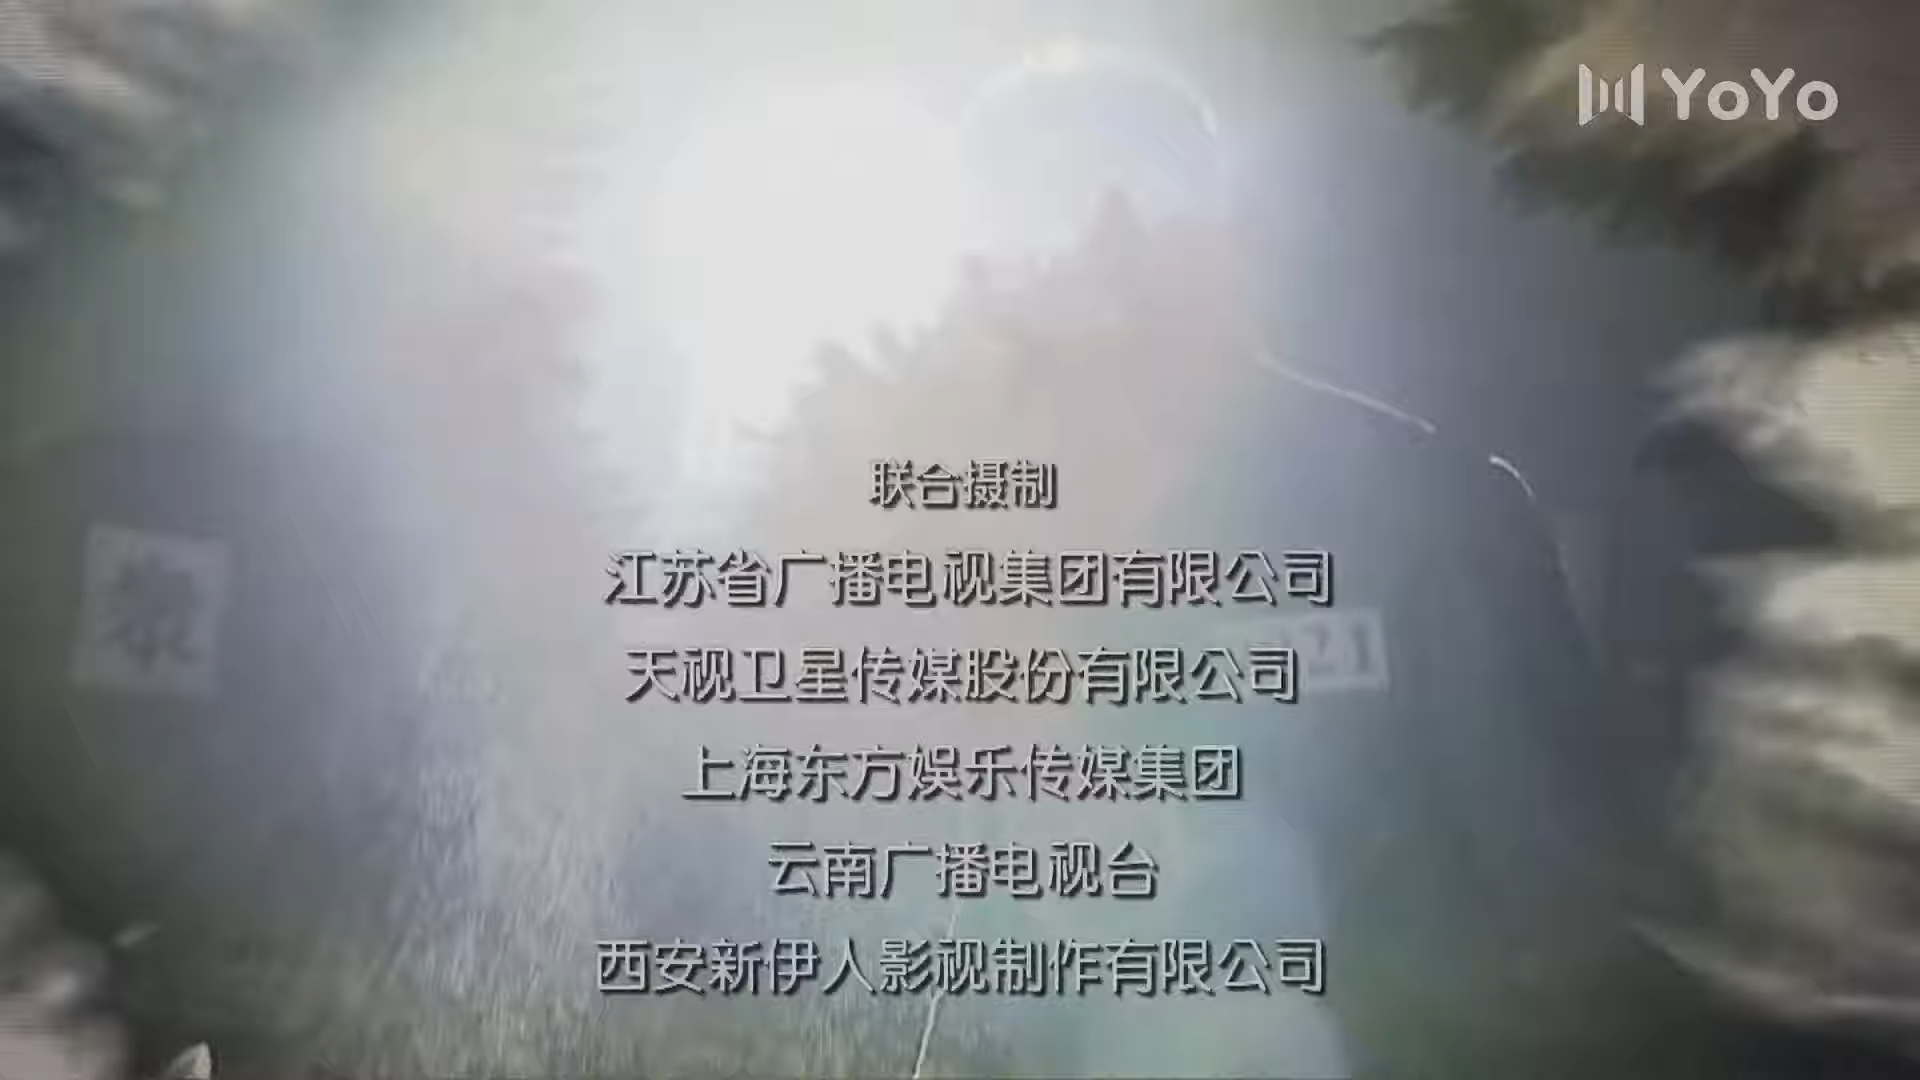 YoYo
联合摄制
江苏省广播电视集团有限公司
天视卫星传媒股份有限公司
上海东方娱乐传媒集团
云南广播电视台
西安新伊人影视制作有限公司